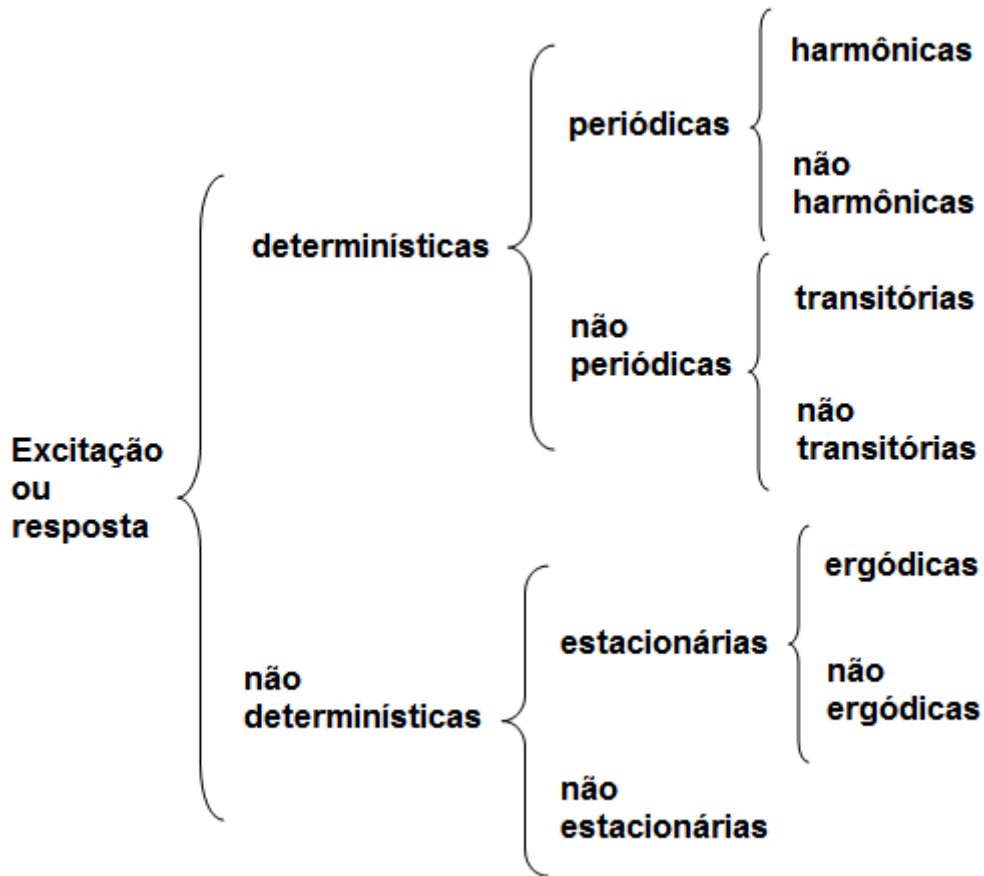 harmônicas
periódicas
não
harmônicas
determinísticas
transitórias
não
periódicas
não
transitórias
Excitação
ou
resposta
ergódicas
estacionárias
não
ergódicas
não
determinísticas
não
estacionárias